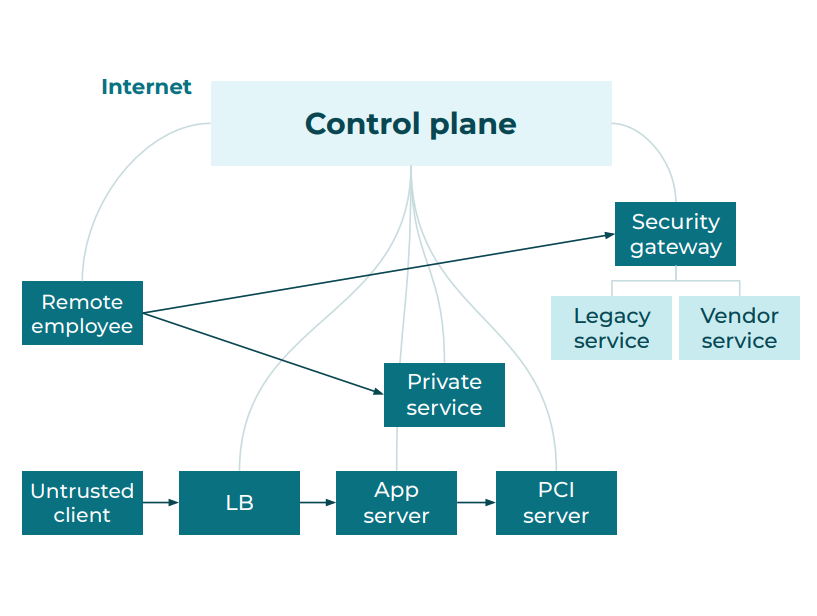 Internet
Control plane
Security
gateway
Remote
employee
Legacy
service
Vendor
service
Private
service
Untrusted
client
LB
App
server
PCI
server